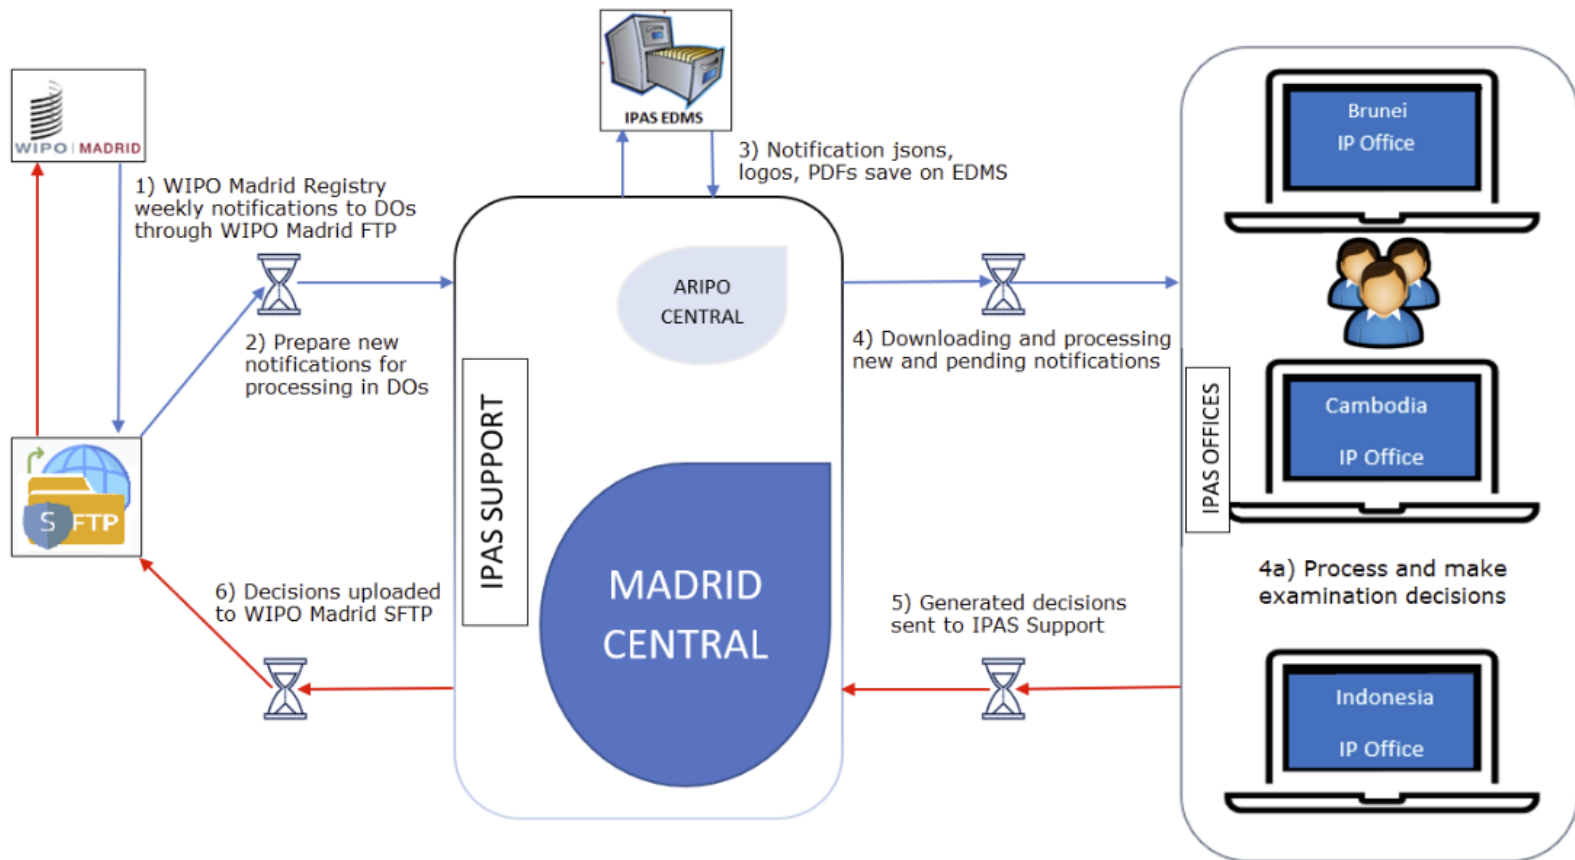 WIPO | MADRID
IPAS EDMS
1) WIPO Madrid Registry
weekly notifications to DOs
through WIPO Madrid FTP
2) Prepare new
notifications for
processing in DOs
3) Notification jsons,
logos, PDFs save on EDMS
SFTP
IPAS SUPPORT
ARIPO
CENTRAL
MADRID
CENTRAL
4) Downloading and processing
new and pending notifications
IPAS OFFICES
Brunei
IP Office
Cambodia
IP Office
4a) Process and make
examination decisions
Indonesia
IP Office
5) Generated decisions
sent to IPAS Support
6) Decisions uploaded
to WIPO Madrid SFTP